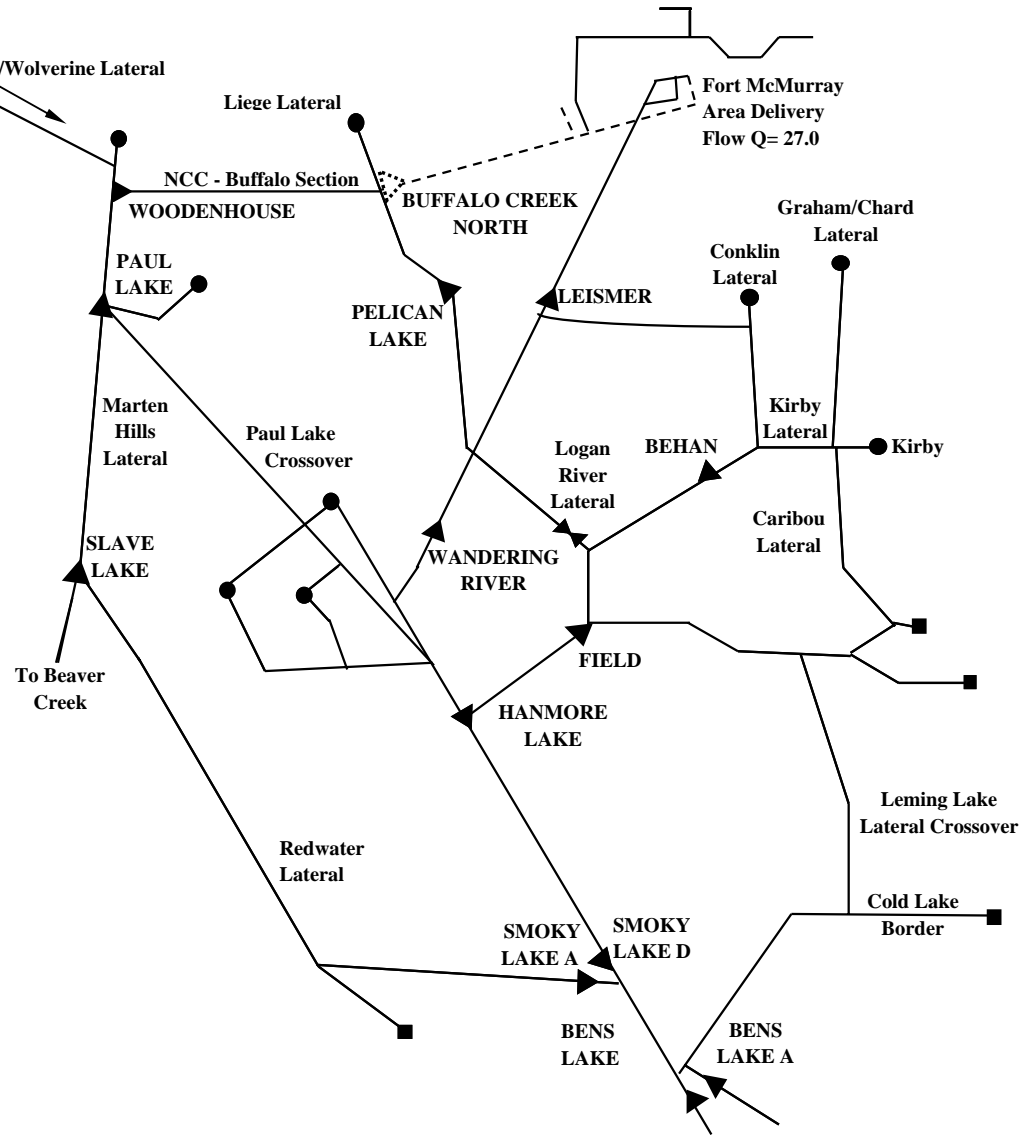 /Wolverine Lateral
Liege Lateral
Fort McMurray
Area Delivery
Flow Q= 27.0
NCC - Buffalo Section
WOODENHOUSE
BUFFALO CREEK
NORTH
Graham/Chard
Lateral
Conklin
Lateral
PAUL
LAKE
LEISMER
PELICAN
LAKE
Marten
Hills
Lateral
Paul Lake
Crossover
Logan
River
Lateral
BEHAN
Kirby
Lateral
Kirby
Caribou
Lateral
SLAVE
LAKE
WANDERING
RIVER
To Beaver
Creek
FIELD
HANMORE
LAKE
Leming Lake
Lateral Crossover
Redwater
Lateral
Cold Lake
Border
SMOKY
LAKE A
SMOKY
LAKE D
BENS
LAKE
BENS
LAKE A